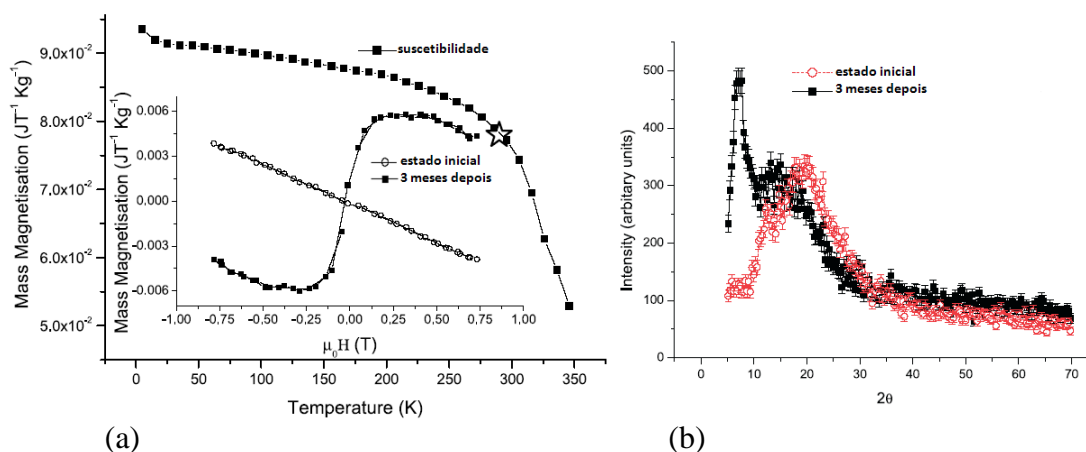 Mass Magnetisation (JT⁻¹ Kg⁻¹)
9.0x10⁻²
8.0x10⁻²
7.0x10⁻²
6.0x10⁻²
5.0x10⁻²
suscetibilidade
Mass Magnetisation (JT⁻¹ Kg⁻¹)
0.006
0.003
0.000
-0.003
-0.006
estado inicial
3 meses depois
-1.00 -0.75 -0.50 -0.25 0.00 0.25 0.50 0.75 1.00
μ₀H (T)
0 50 100 150 200 250 300 350
Temperature (K)
(a)
(b)
Intensity (arbitary units)
500
400
300
200
100
0
estado inicial
3 meses depois
0 10 20 30 40 50 60 70
2θ